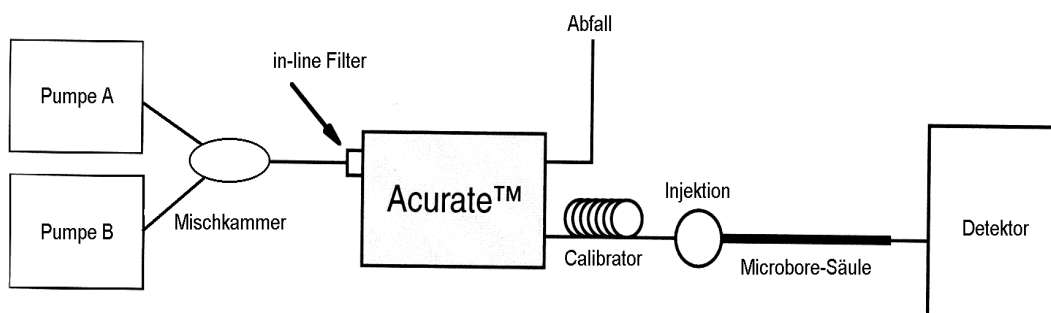 Abfall
in-line Filter
Pumpe A
Acurate™
Mischkammer
Pumpe B
Injektion
Calibrator
Microbore-Säule
Detektor